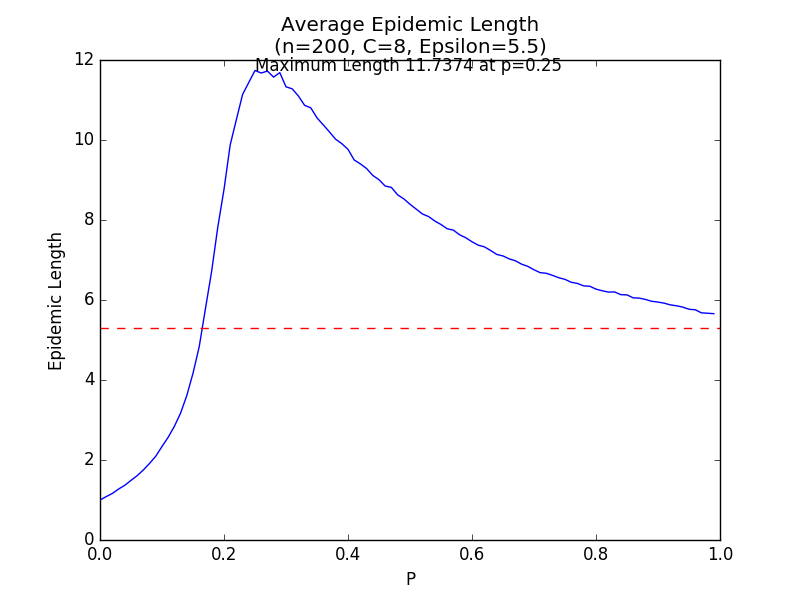 Average Epidemic Length
(n=200, C=8, Epsilon=5.5)
Maximum Length 11.7374 at p=0.25
12
10
8
6
4
2
0
Epidemic Length
0.0 0.2 0.4 0.6 0.8 1.0
P